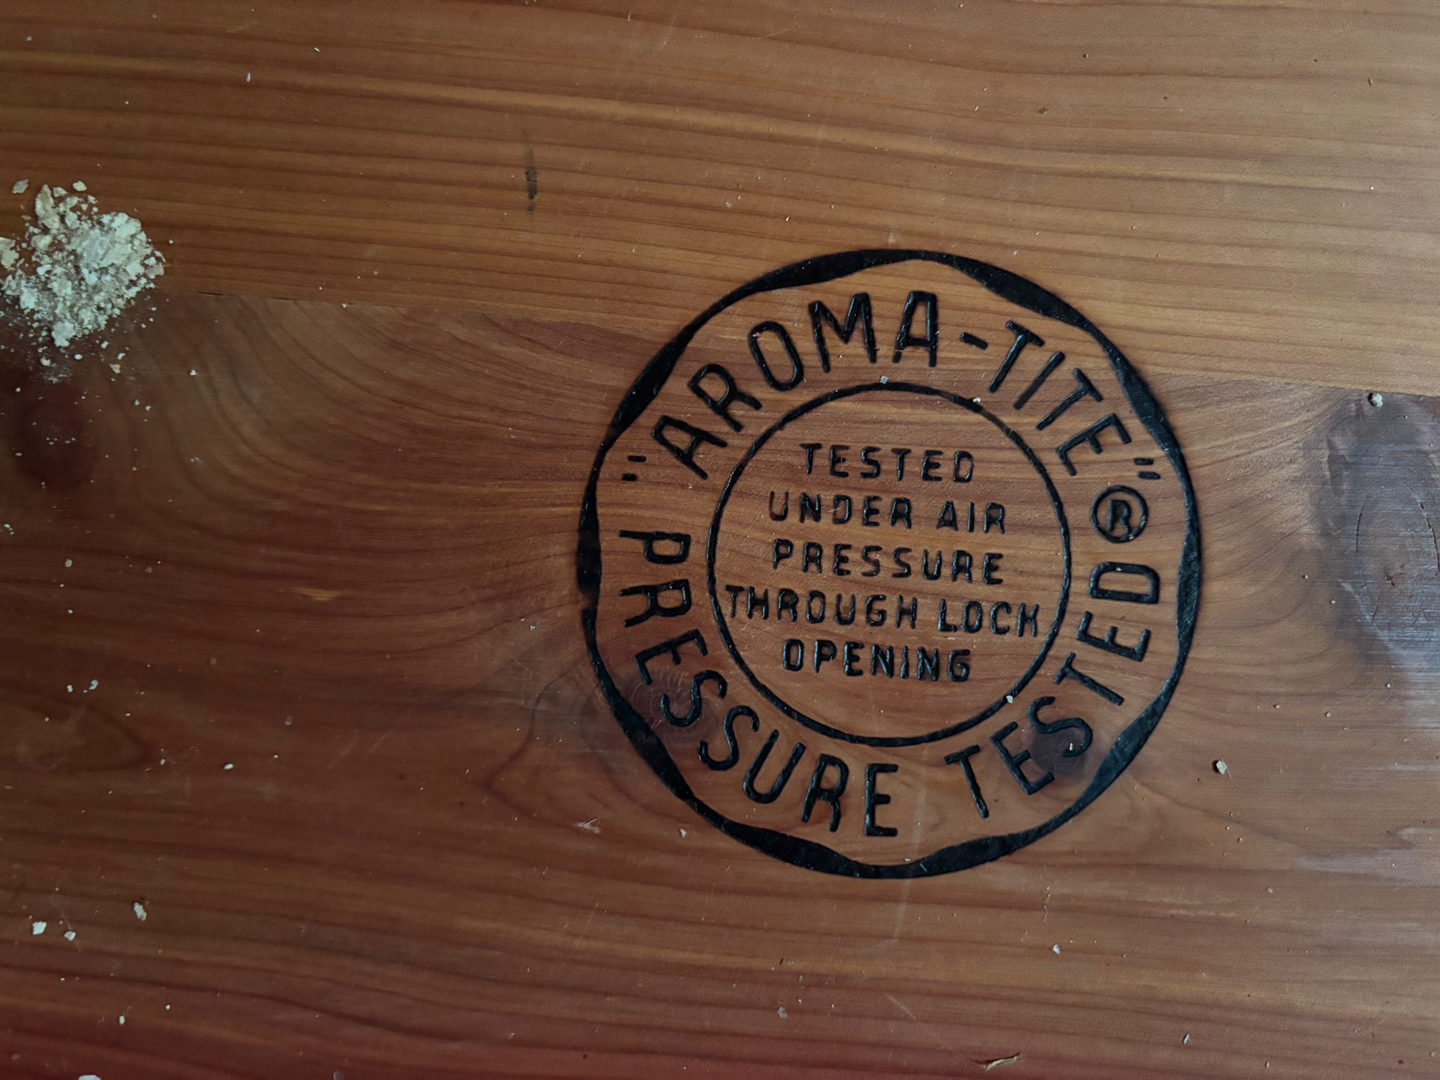 "AROMA-TITE"®
TESTED
UNDER AIR
PRESSURE
THROUGH LOCK
OPENING
PRESSURE TESTED